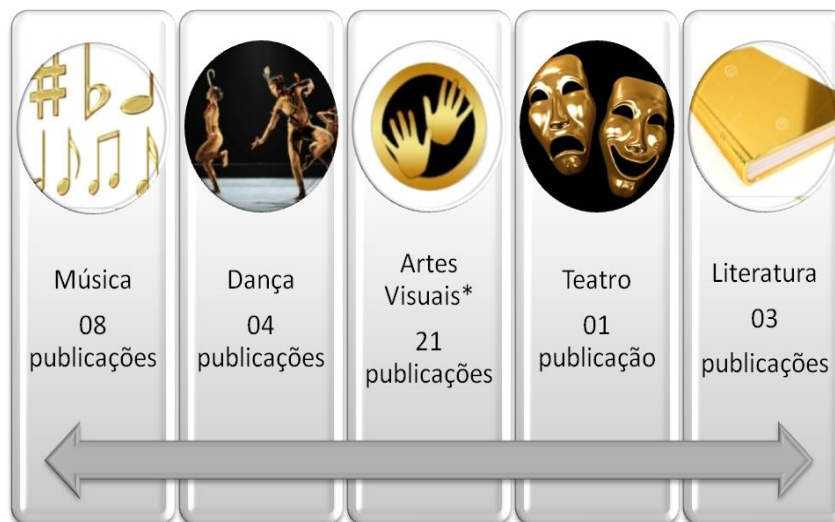 Música
08
publicações
Dança
04
publicações
Artes
Visuais*
21
publicações
Teatro
01
publicação
Literatura
03
publicações